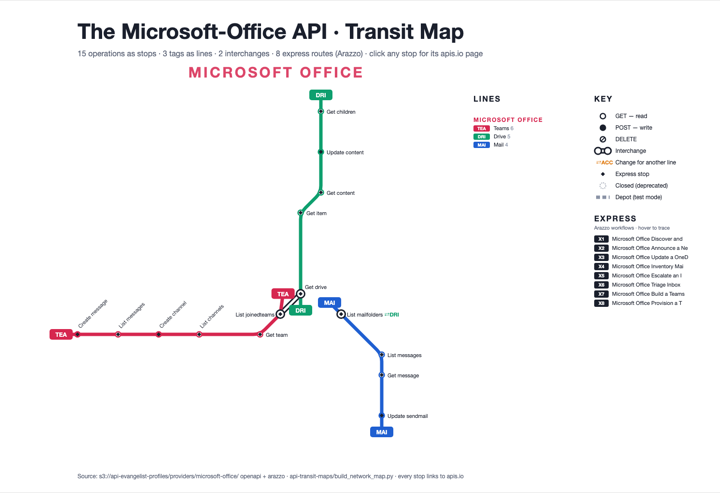 The Microsoft-Office API · Transit Map
15 operations as stops · 3 tags as lines · 2 interchanges · 8 express routes (Arazzo) · click any stop for its apis.io page
MICROSOFT OFFICE
DRI
Get children
Update content
Get content
Get item
Get drive
TEA
MAI
DRI
List joinedteams
List mailfolders ⇄DRI
Create message
List messages
Create channel
List channels
TEA
Get team
List messages
Get message
Update sendmail
MAI
LINES
MICROSOFT OFFICE
TEA Teams 6
DRI Drive 5
MAI Mail 4
KEY
GET — read
POST — write
DELETE
Interchange
⇄ACC Change for another line
Express stop
Closed (deprecated)
Depot (test mode)
EXPRESS
Arazzo workflows · hover to trace
X1 Microsoft Office Discover and
X2 Microsoft Office Announce a Ne
X3 Microsoft Office Update a OneD
X4 Microsoft Office Inventory Mai
X5 Microsoft Office Escalate an I
X6 Microsoft Office Triage Inbox
X7 Microsoft Office Build a Teams
X8 Microsoft Office Provision a T
Source: s3://api-evangelist-profiles/providers/microsoft-office/ openapi + arazzo · api-transit-maps/build_network_map.py · every stop links to apis.io